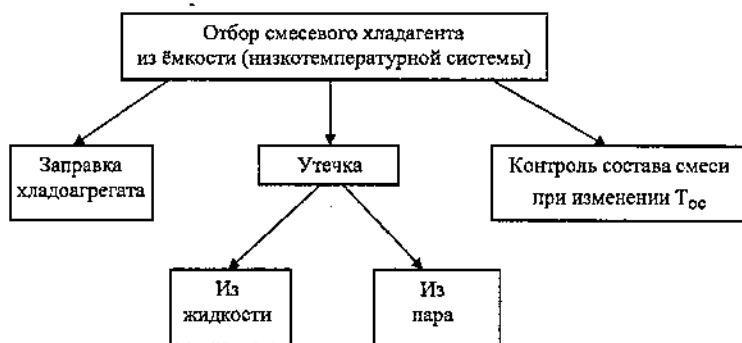 Отбор смесевого хладагента
из ёмкости (низкотемпературной системы)
Заправка
хладоагрегата
Утечка
Контроль состава смеси
при изменении Tос
Из
жидкости
Из
пара